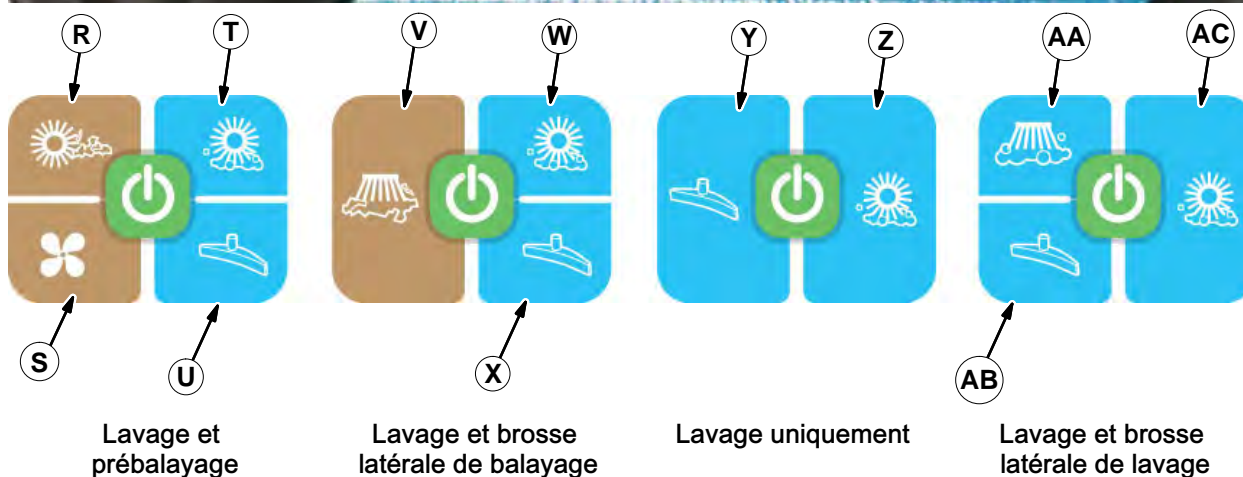 R
T
V
W
Y
Z
AA
AC
S
U
X
AB
Lavage et
prébalayage
Lavage et brosse
latérale de balayage
Lavage uniquement
Lavage et brosse
latérale de lavage